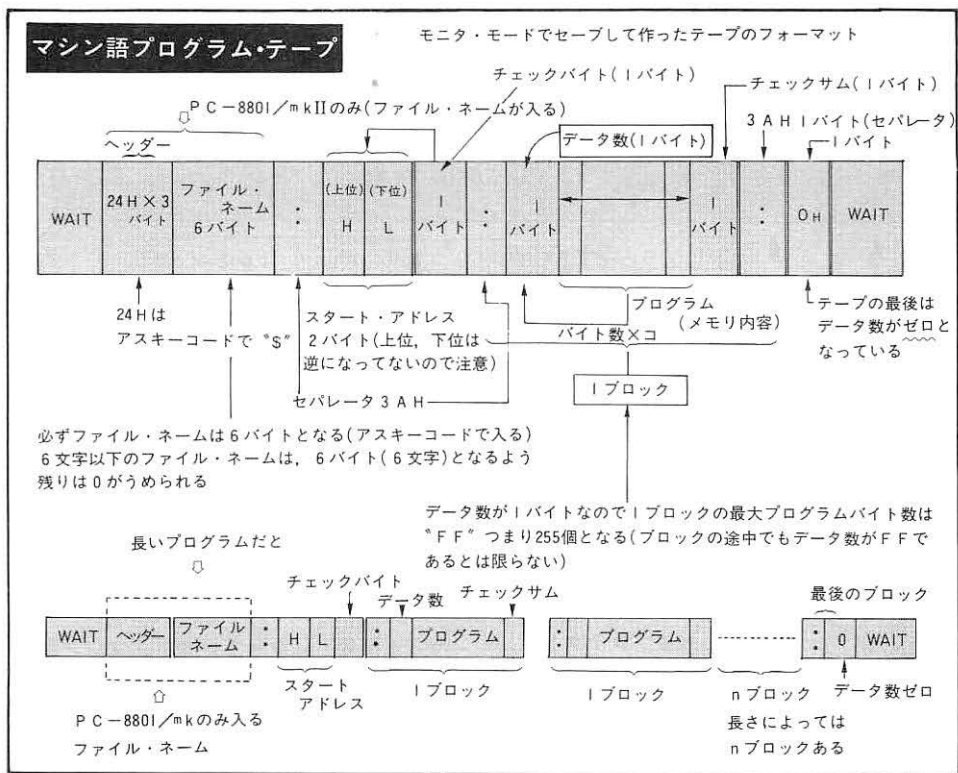 マシン語プログラム・テープ
モニタ・モードでセーブして作ったテープのフォーマット
チェックバイト(1バイト)
チェックサム(1バイト)
PC-8801/mkIIのみ(ファイル・ネームが入る)
3AH1バイト(セパレータ)
ヘッダー
データ数(1バイト)
1バイト
WAIT
24H×3
バイト
ファイル・
ネーム
6バイト
:
(上位)
H
(下位)
L
1
バイト
:
1
バイト
1
バイト
:
0H
WAIT
24Hは
アスキーコードで〝$″
スタート・アドレス
2バイト(上位,下位は
逆になってないので注意)
セパレータ3AH
プログラム
(メモリ内容)
バイト数×コ
1ブロック
テープの最後は
データ数がゼロと
なっている
必ずファイル・ネームは6バイトとなる(アスキーコードで入る)
6文字以下のファイル・ネームは,6バイト(6文字)となるよう
残りは0がうめられる
データ数が1バイトなので1ブロックの最大プログラムバイト数は
〝FF″つまり255個となる(ブロックの途中でもデータ数がFFで
あるとは限らない)
長いプログラムだと
チェックバイト
データ数
チェックサム
最後のブロック
WAIT
ヘッダー
ファイル
ネーム
:
H
L
:
プログラム
:
プログラム
:
0
WAIT
スタート
アドレス
1ブロック
1ブロック
nブロック
データ数ゼロ
PC-8801/mkのみ入る
ファイル・ネーム
長さによっては
nブロックある